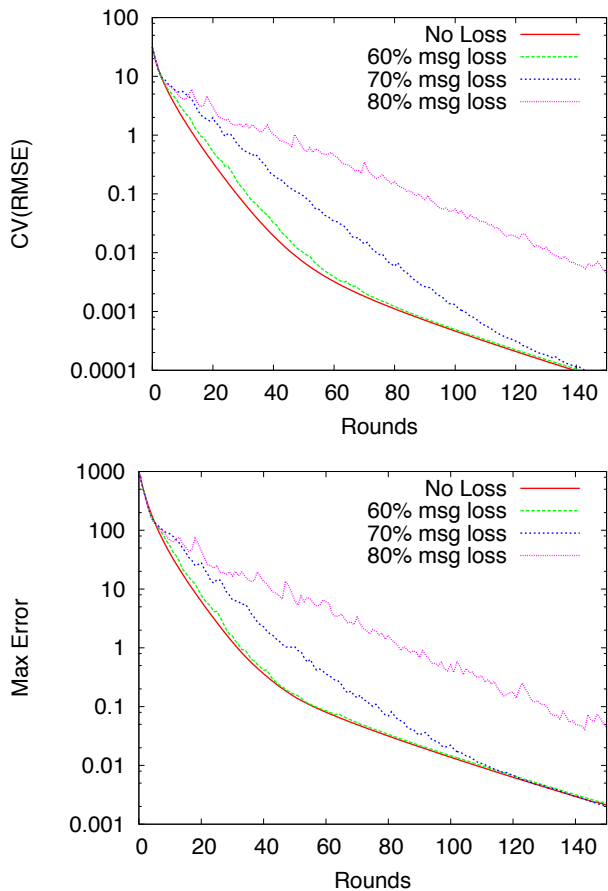 100
10
1
0.1
0.01
0.001
0.0001
CV(RMSE)
No Loss
60% msg loss
70% msg loss
80% msg loss
0 20 40 60 80 100 120 140
Rounds
1000
100
10
1
0.1
0.01
0.001
Max Error
No Loss
60% msg loss
70% msg loss
80% msg loss
0 20 40 60 80 100 120 140
Rounds